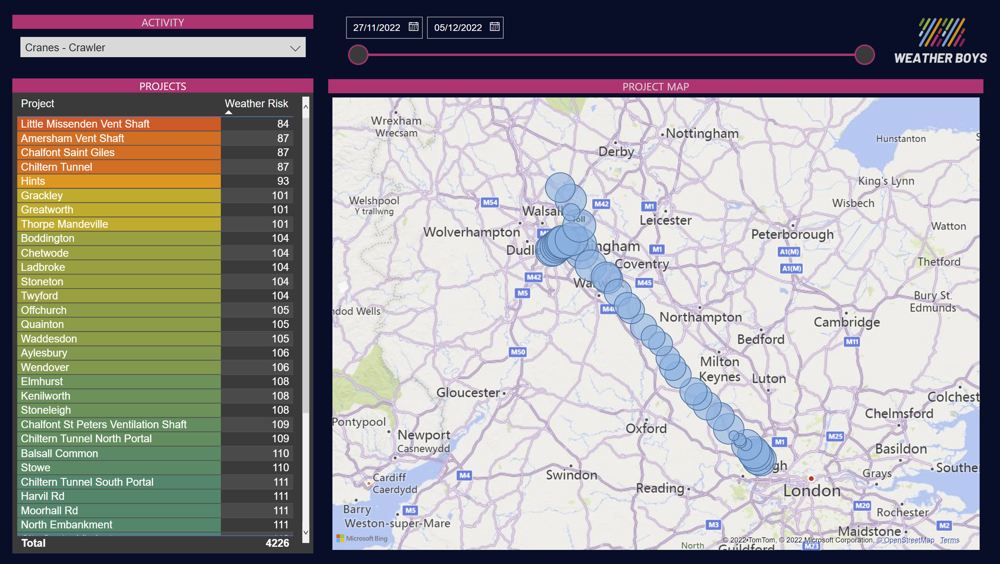 ACTIVITY
Cranes - Crawler
27/11/2022
05/12/2022
WEATHER BOYS
PROJECTS
Project Weather Risk
Little Missenden Vent Shaft 84
Amersham Vent Shaft 87
Chalfont Saint Giles 87
Chiltern Tunnel 87
Hints 93
Grackley 101
Greatworth 101
Thorpe Mandeville 101
Boddington 104
Chetwode 104
Ladbroke 104
Stoneton 104
Twyford 104
Offchurch 105
Quainton 105
Waddesdon 105
Aylesbury 106
Wendover 106
Elmhurst 108
Kenilworth 108
Stoneleigh 108
Chalfont St Peters Ventilation Shaft 109
Chiltern Tunnel North Portal 109
Balsall Common 110
Stowe 110
Chiltern Tunnel South Portal 111
Harvil Rd 111
Moorhall Rd 111
North Embankment 111
Total 4226
PROJECT MAP
Wrexham
Wrecsam
Nottingham
Derby
Hunstanton
King's Lynn
Welshpool
Y trallwng
M54
Walsall
M42
M1
Leicester
Wisbech
Toll
Wolverhampton
Peterborough
Watton
Dudl
ngham
M1
A1(M)
Coventry
A1(M)
Thetford
M42
Warwick
M45
M5
Bury St.
Edmunds
ndod Wells
M40
Northampton
Cambridge
Bedford
M11
M50
Milton
Keynes
Luton
Gloucester
Colchest
Chelmsford
Pontypool
Oxford
Newport
Casnewydd
M1
M25
Basildon
gh
Southe
Cardiff
Caerdydd
M4
Swindon
Grays
Reading
London
Barry
M5
M20
Rochester
Weston-super-Mare
M3
M2
Maidstone
Microsoft Bing
North
Guildford
M23
© 2022 TomTom, © 2022 Microsoft Corporation, © OpenStreetMap Terms